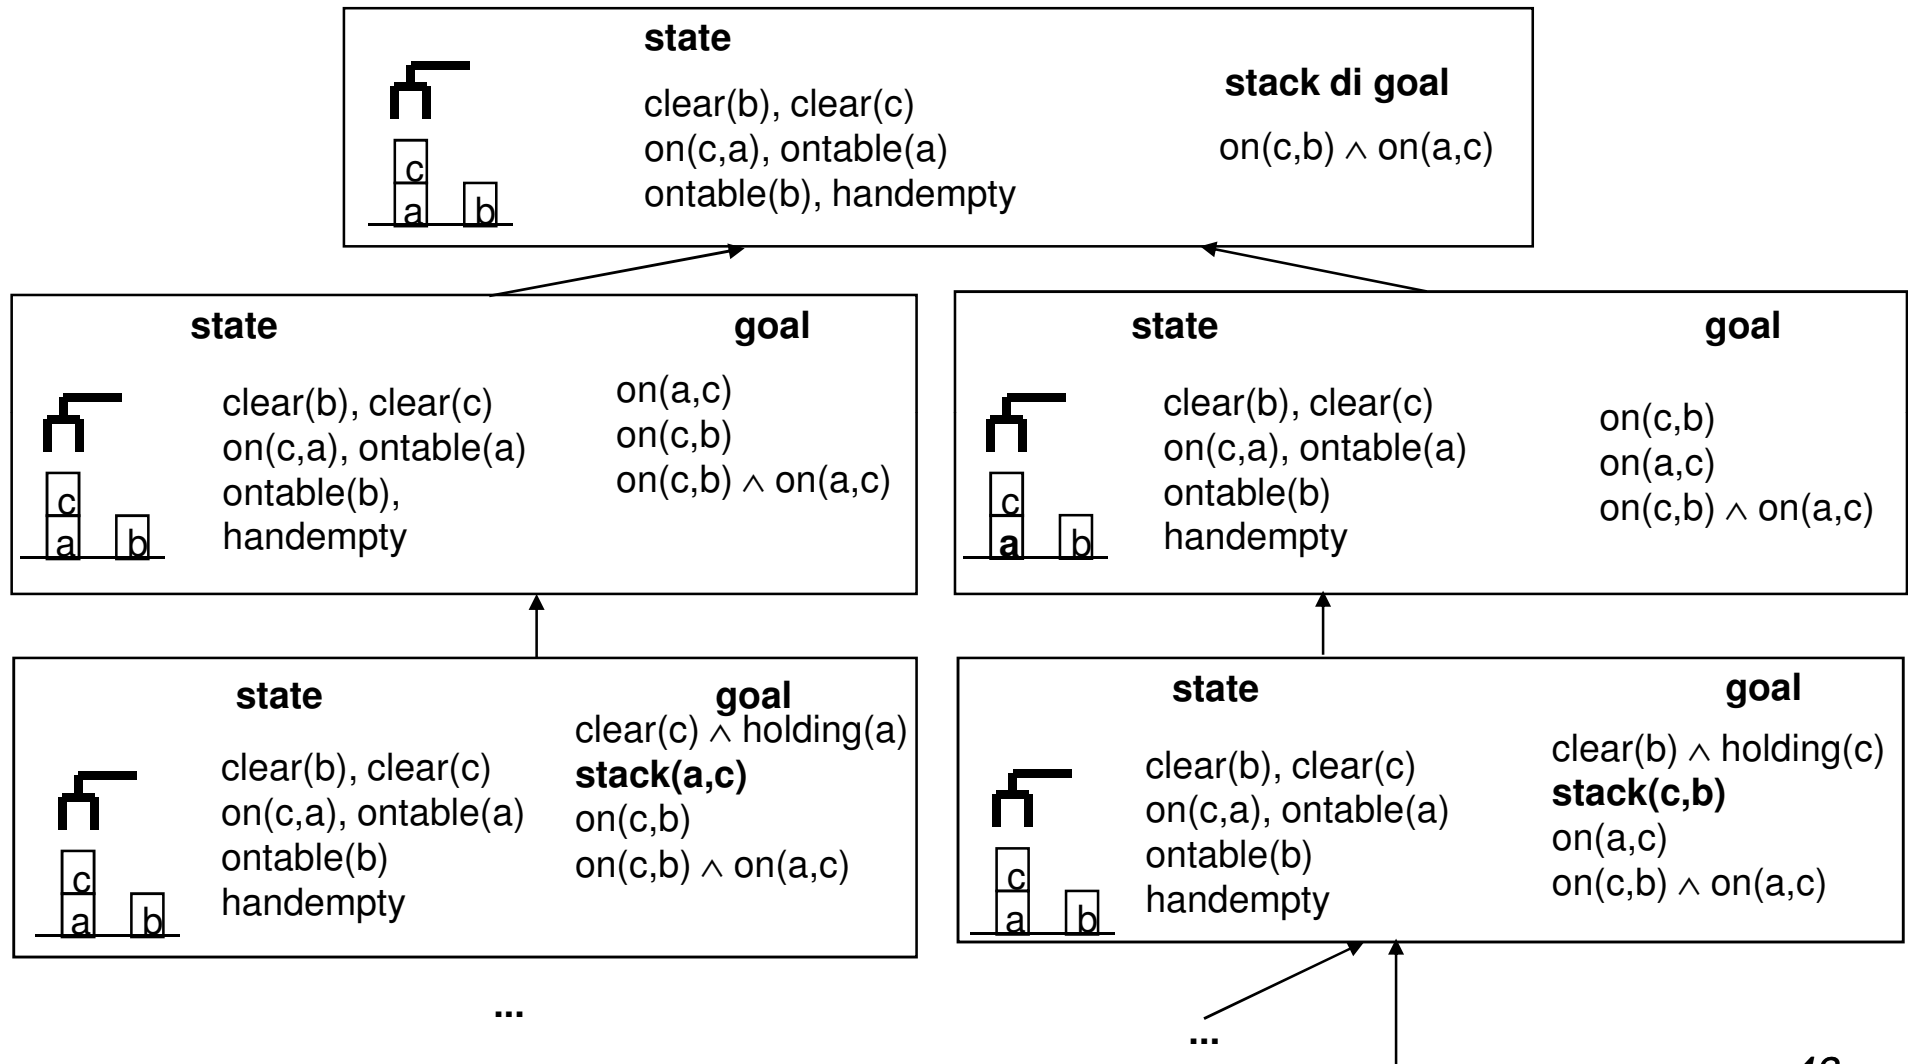 state
stack di goal
clear(b), clear(c)
on(c,a), ontable(a)
ontable(b), handempty
on(c,b) ∧ on(a,c)
c
a b
state goal
clear(b), clear(c)
on(c,a), ontable(a)
ontable(b),
handempty
on(a,c)
on(c,b)
on(c,b) ∧ on(a,c)
c
a b
state goal
clear(b), clear(c)
on(c,a), ontable(a)
ontable(b)
handempty
on(c,b)
on(a,c)
on(c,b) ∧ on(a,c)
c
a b
state goal
clear(b), clear(c)
on(c,a), ontable(a)
ontable(b)
handempty
clear(c) ∧ holding(a)
stack(a,c)
on(c,b)
on(c,b) ∧ on(a,c)
c
a b
...
state goal
clear(b), clear(c)
on(c,a), ontable(a)
ontable(b)
handempty
clear(b) ∧ holding(c)
stack(c,b)
on(a,c)
on(c,b) ∧ on(a,c)
c
a b
...